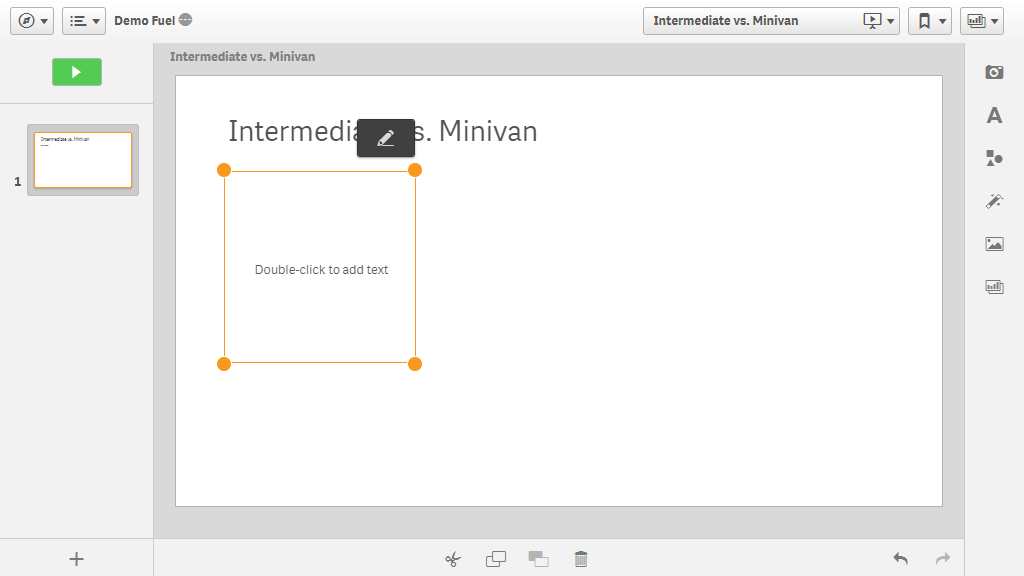 Demo Fuel
Intermediate vs. Minivan
Intermediate vs. Minivan
Intermedia s. Minivan
Double-click to add text
1
Intermediate vs. Minivan
A